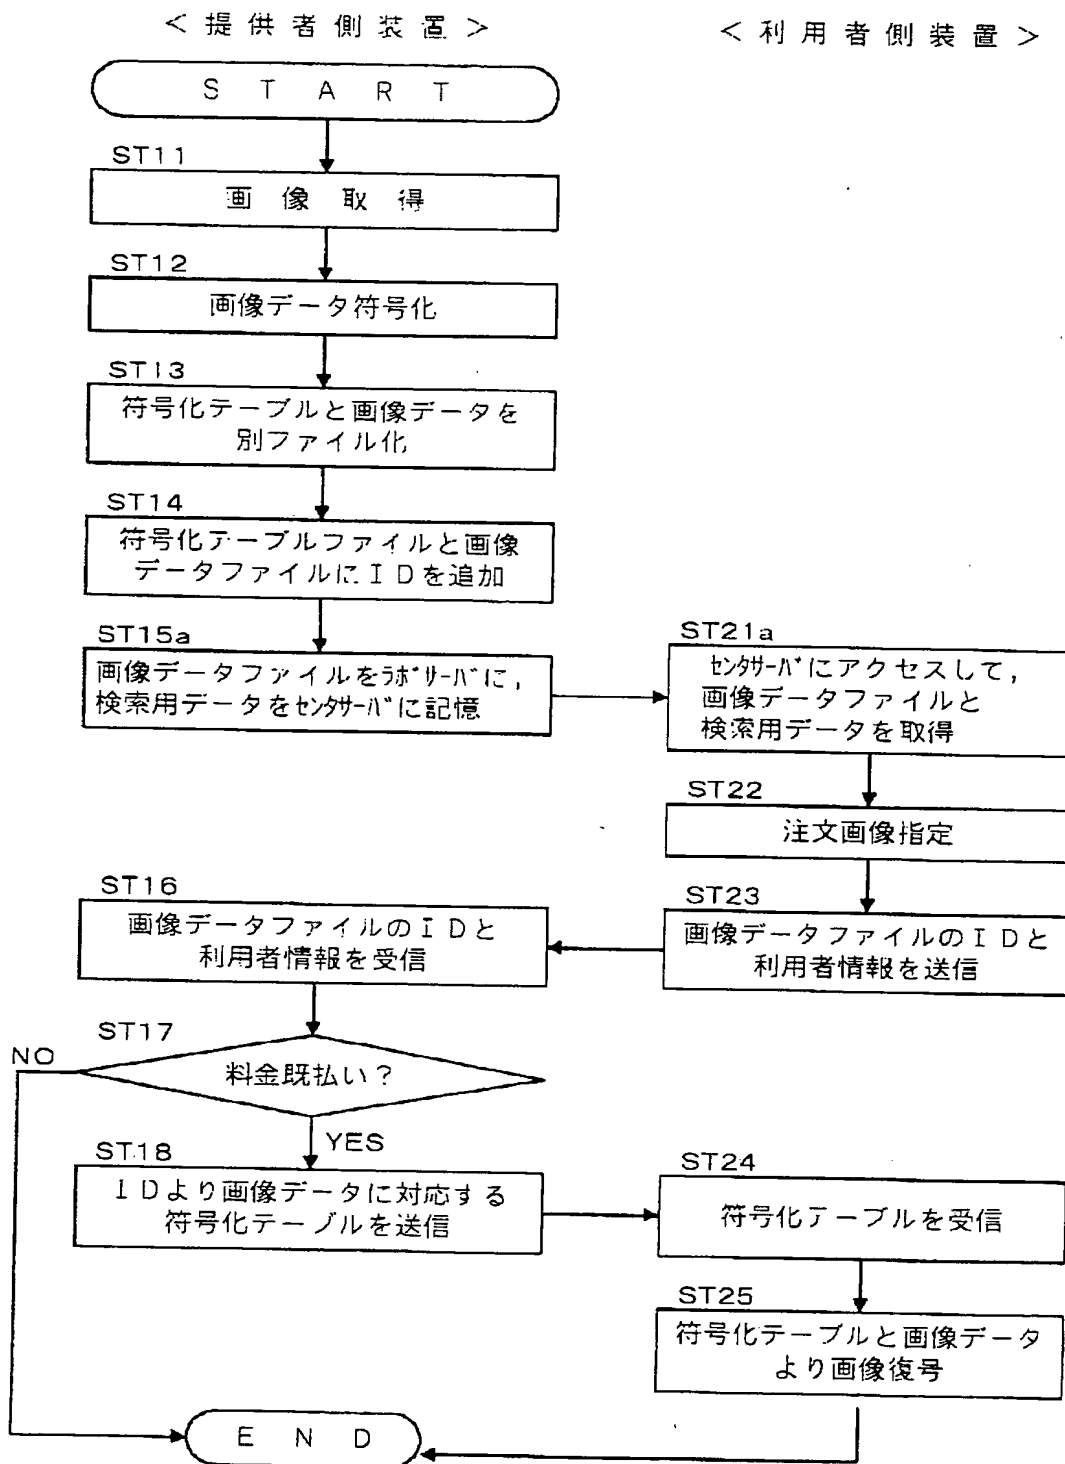 ＜提供者側装置＞
＜利用者側装置＞
START
ST11
画像取得
ST12
画像データ符号化
ST13
符号化テーブルと画像データを
別ファイル化
ST14
符号化テーブルファイルと画像
データファイルにＩＤを追加
ST15a
画像データファイルをﾗﾎﾞｻｰﾊﾞに，
検索用データをｾﾝﾀｻｰﾊﾞに記憶
ST21a
ｾﾝﾀｻｰﾊﾞにアクセスして，
画像データファイルと
検索用データを取得
ST22
注文画像指定
ST23
画像データファイルのＩＤと
利用者情報を送信
ST16
画像データファイルのＩＤと
利用者情報を受信
ST17
NO
料金既払い？
YES
ST18
ＩＤより画像データに対応する
符号化テーブルを送信
ST24
符号化テーブルを受信
ST25
符号化テーブルと画像データ
より画像復号
END